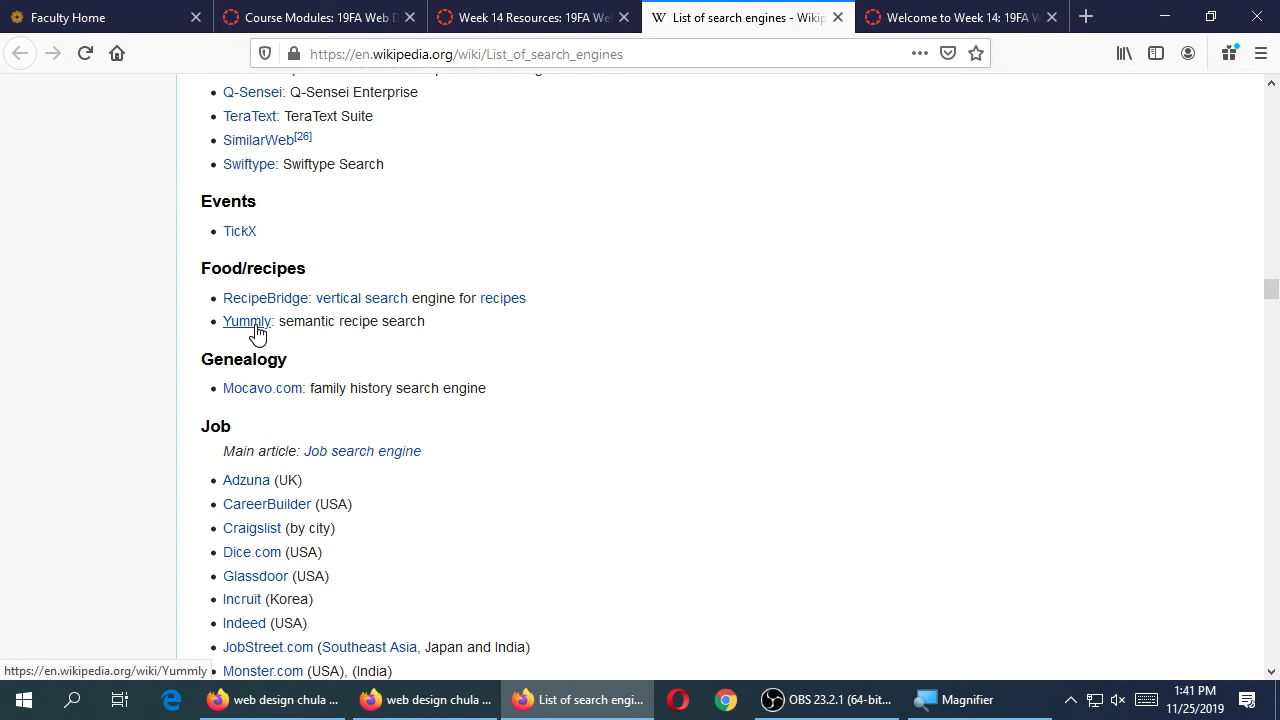 Faculty Home
Course Modules: 19FA Web D
Week 14 Resources: 19FA We
W List of search engines - Wikip
Welcome to Week 14: 19FA W
https://en.wikipedia.org/wiki/List_of_search_engines
Q-Sensei: Q-Sensei Enterprise
TeraText: TeraText Suite
SimilarWeb[26]
Swiftype: Swiftype Search
Events
TickX
Food/recipes
RecipeBridge: vertical search engine for recipes
Yummly: semantic recipe search
Genealogy
Mocavo.com: family history search engine
Job
Main article: Job search engine
Adzuna (UK)
CareerBuilder (USA)
Craigslist (by city)
Dice.com (USA)
Glassdoor (USA)
Incruit (Korea)
Indeed (USA)
JobStreet.com (Southeast Asia, Japan and India)
Monster.com (USA), (India)
https://en.wikipedia.org/wiki/Yummly
web design chula ...
web design chula ...
List of search engi...
OBS 23.2.1 (64-bit...
Magnifier
1:41 PM
11/25/2019